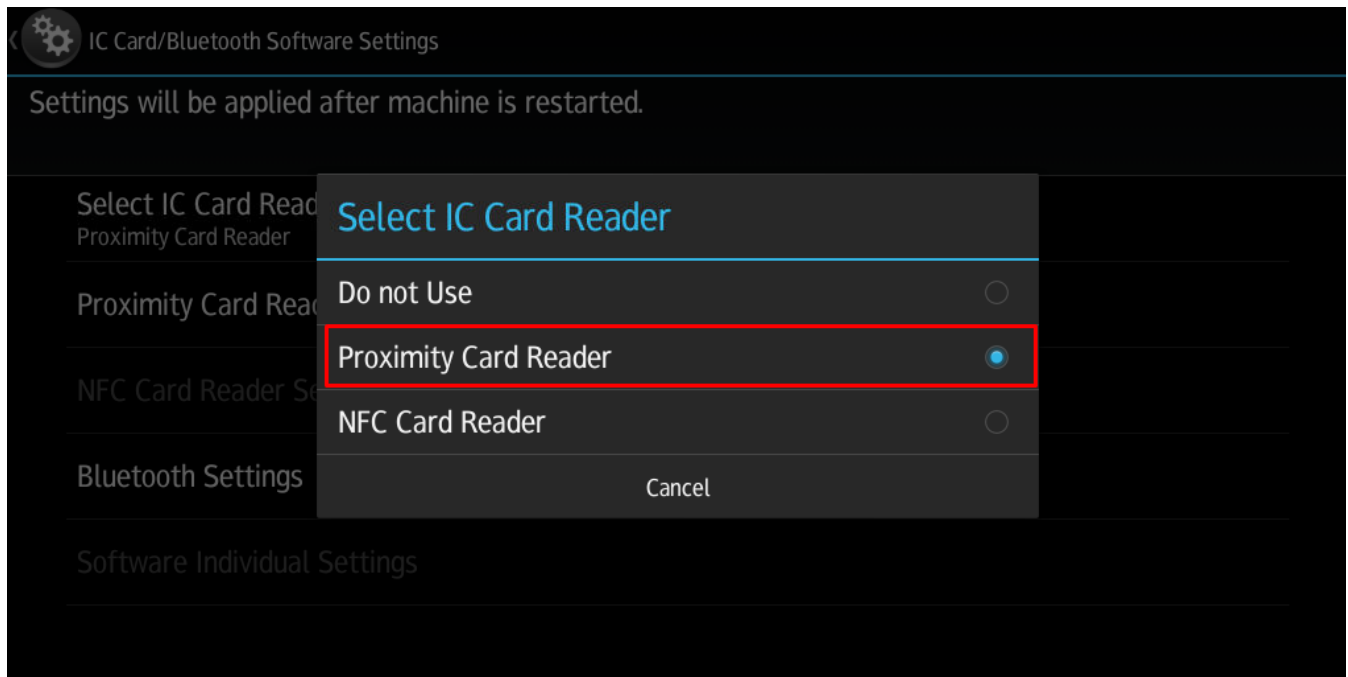 IC Card/Bluetooth Software Settings
Settings will be applied after machine is restarted.
Select IC Card Read
Proximity Card Reader
Proximity Card Read
NFC Card Reader Se
Bluetooth Settings
Software Individual Settings
Select IC Card Reader
Do not Use
Proximity Card Reader
NFC Card Reader
Cancel